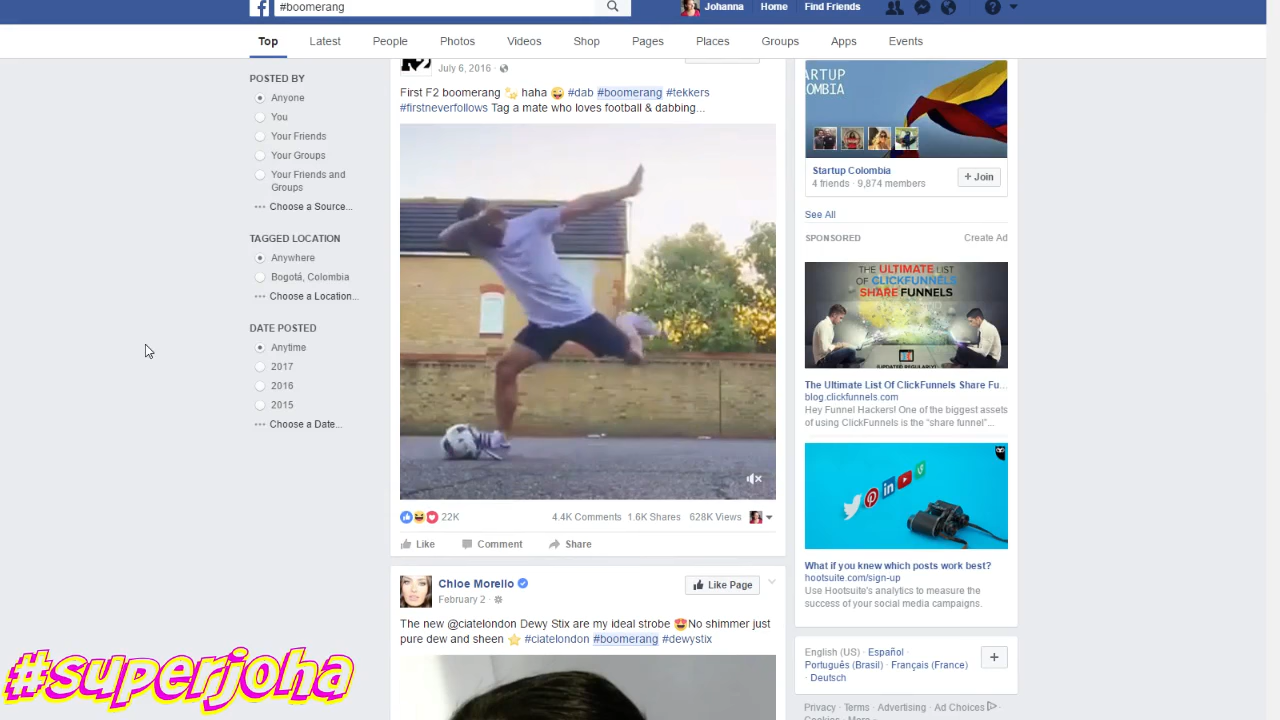 #boomerang
Johanna
Home
Find Friends
Top
Latest
People
Photos
Videos
Shop
Pages
Places
Groups
Apps
Events
POSTED BY
Anyone
You
Your Friends
Your Groups
Your Friends and
Groups
Choose a Source...
TAGGED LOCATION
Anywhere
Bogotá, Colombia
Choose a Location...
DATE POSTED
Anytime
2017
2016
2015
Choose a Date...
July 6, 2016
First F2 boomerang 💫 haha 😜 #dab #boomerang #tekkers
#firstneverfollows Tag a mate who loves football & dabbing...
22K
4.4K Comments 1.6K Shares 628K Views
Like
Comment
Share
Chloe Morello
February 2
Like Page
The new @ciatelondon Dewy Stix are my ideal strobe 😍No shimmer just
pure dew and sheen ⭐ #ciatelondon #boomerang #dewystix
Startup Colombia
4 friends · 9,874 members
+ Join
See All
SPONSORED
Create Ad
THE ULTIMATE LIST
OF CLICKFUNNELS
SHARE FUNNELS
(UPDATED REGULARLY!)
The Ultimate List Of ClickFunnels Share Fu...
blog.clickfunnels.com
Hey Funnel Hackers! One of the biggest assets
of using ClickFunnels is the “share funnel”...
What if you knew which posts work best?
hootsuite.com/sign-up
Use Hootsuite's analytics to measure the
success of your social media campaigns.
English (US) · Español ·
Português (Brasil) · Français (France)
· Deutsch
Privacy · Terms · Advertising · Ad Choices
#superjoha